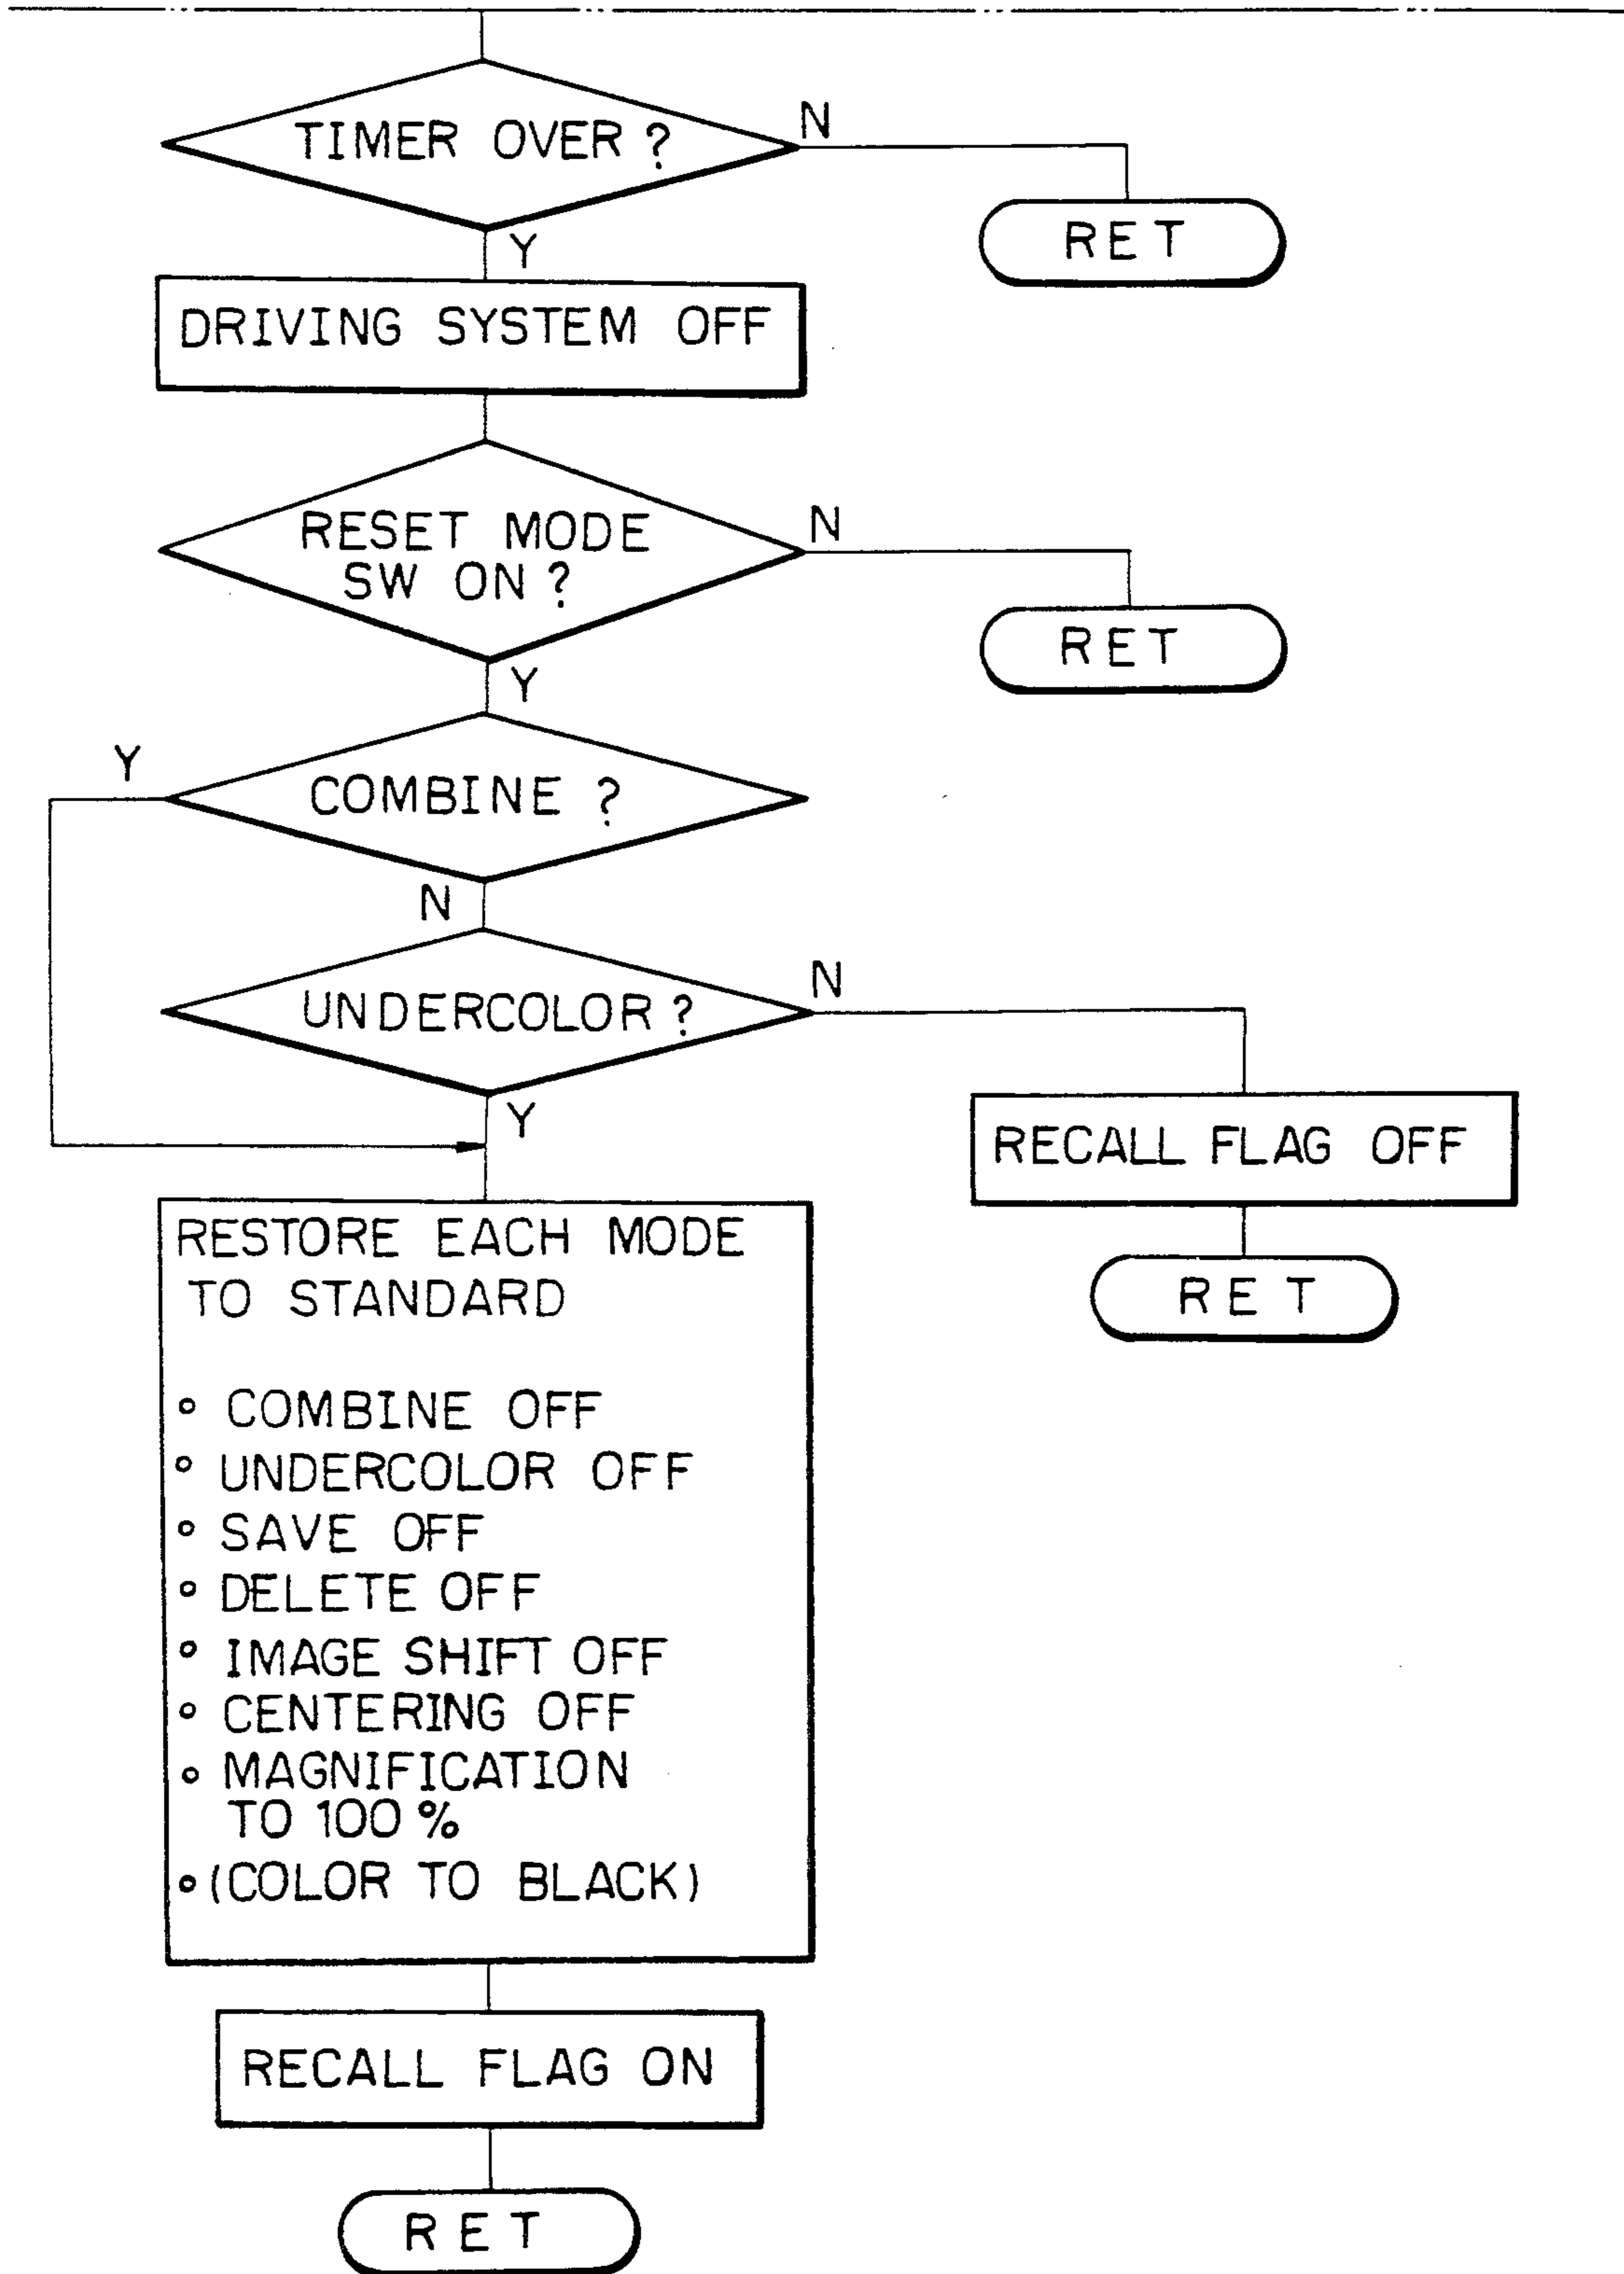 TIMER OVER ?
N
RET
Y
DRIVING SYSTEM OFF
RESET MODE
SW ON ?
N
RET
Y
Y
COMBINE ?
N
UNDERCOLOR ?
N
Y
RECALL FLAG OFF
RET
RESTORE EACH MODE
TO STANDARD
° COMBINE OFF
° UNDERCOLOR OFF
° SAVE OFF
° DELETE OFF
° IMAGE SHIFT OFF
° CENTERING OFF
° MAGNIFICATION
TO 100 %
° (COLOR TO BLACK)
RECALL FLAG ON
RET